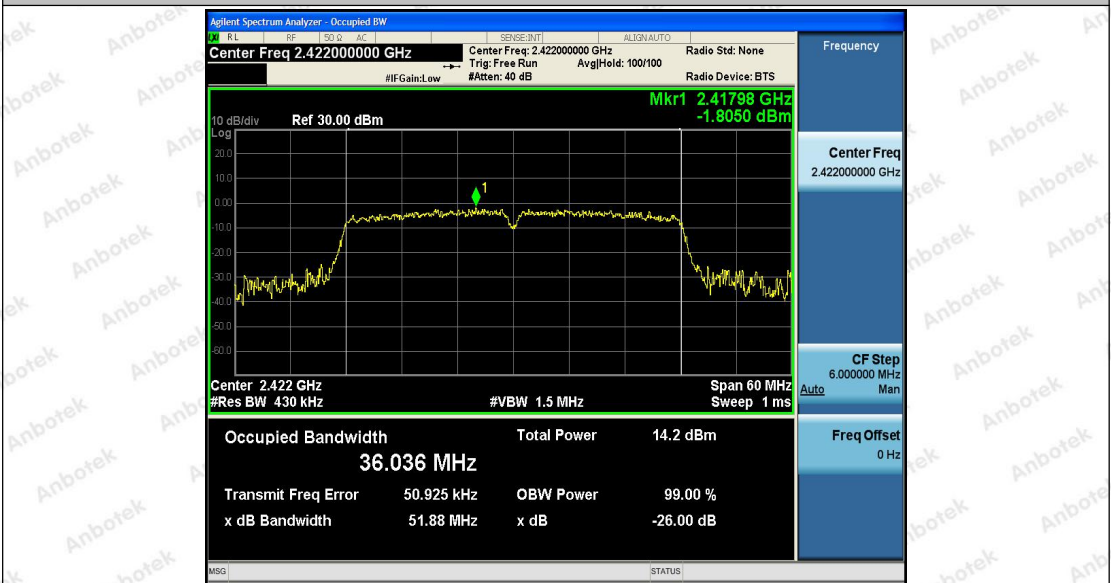 Agilent Spectrum Analyzer - Occupied BW
RL RF 50 Ω AC SENSE:INT ALIGN AUTO
Center Freq 2.422000000 GHz
Center Freq: 2.422000000 GHz Radio Std: None
Trig: Free Run Avg|Hold: 100/100
#IFGain:Low #Atten: 40 dB Radio Device: BTS
Mkr1 2.41798 GHz
-1.8050 dBm
10 dB/div Ref 30.00 dBm
Log
20.0
10.0
0.00
-10.0
-20.0
-30.0
-40.0
-50.0
-60.0
1
Center 2.422 GHz Span 60 MHz
#Res BW 430 kHz #VBW 1.5 MHz Sweep 1 ms
Occupied Bandwidth Total Power 14.2 dBm
36.036 MHz
Transmit Freq Error 50.925 kHz OBW Power 99.00 %
x dB Bandwidth 51.88 MHz x dB -26.00 dB
MSG STATUS
Frequency
Center Freq
2.422000000 GHz
CF Step
6.000000 MHz
Auto Man
Freq Offset
0 Hz
Anbotek